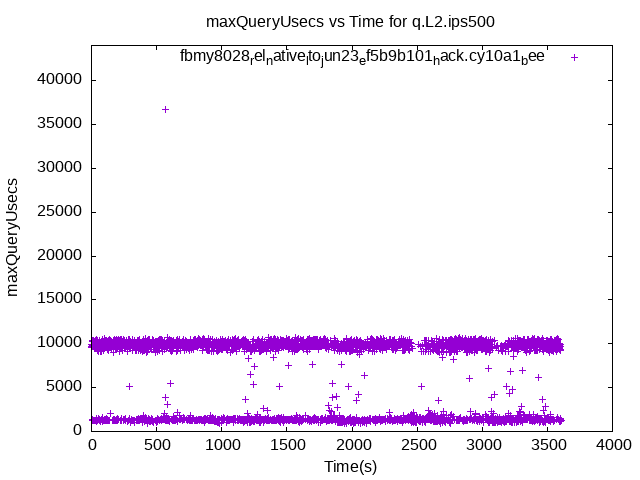 maxQueryUsecs vs Time for q.L2.ips500
fbmy8028relnativeltojun23ef5b9b101hack.cy10a1bee
40000
35000
30000
25000
20000
15000
10000
5000
0
maxQueryUsecs
0 500 1000 1500 2000 2500 3000 3500 4000
Time(s)